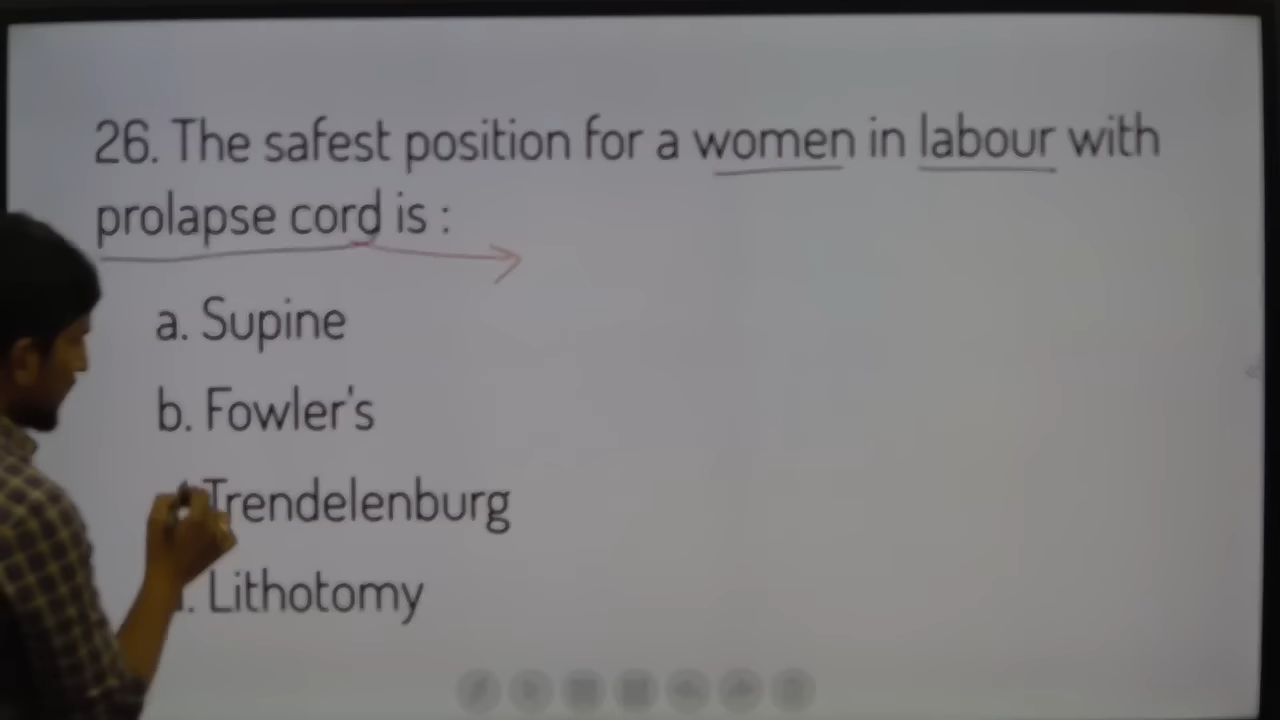 26. The safest position for a women in labour with
prolapse cord is :
a. Supine
b. Fowler's
Trendelenburg
Lithotomy